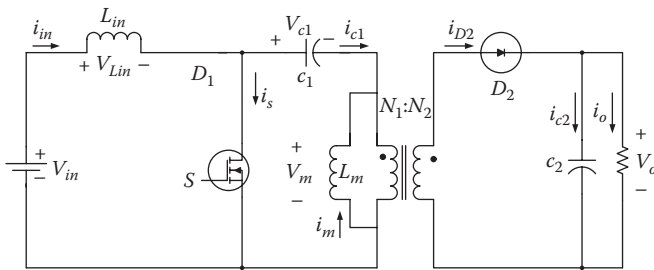 i_in
L_in
+ V_Lin −
D_1
+ V_c1 −
c_1
i_c1
i_s
S
+
V_in
−
N_1:N_2
+
V_m
−
L_m
i_m
i_D2
D_2
i_c2
i_o
c_2
+
V_o
−